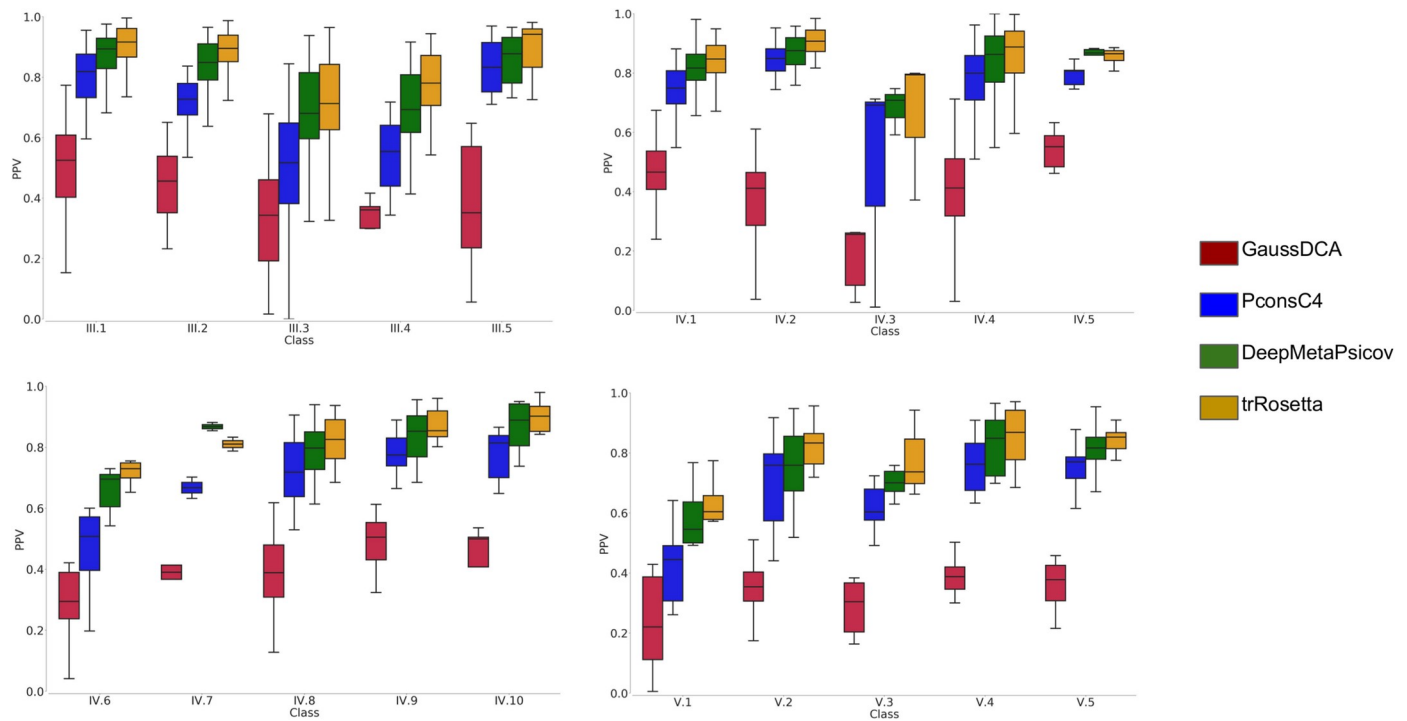 1.0
0.8
0.6
0.4
0.2
0.0
PPV
III.1 III.2 III.3 III.4 III.5
Class
1.0
0.8
0.6
0.4
0.2
0.0
PPV
IV.1 IV.2 IV.3 IV.4 IV.5
Class
1.0
0.8
0.6
0.4
0.2
0.0
PPV
IV.6 IV.7 IV.8 IV.9 IV.10
Class
1.0
0.8
0.6
0.4
0.2
0.0
PPV
V.1 V.2 V.3 V.4 V.5
Class
GaussDCA
PconsC4
DeepMetaPsicov
trRosetta